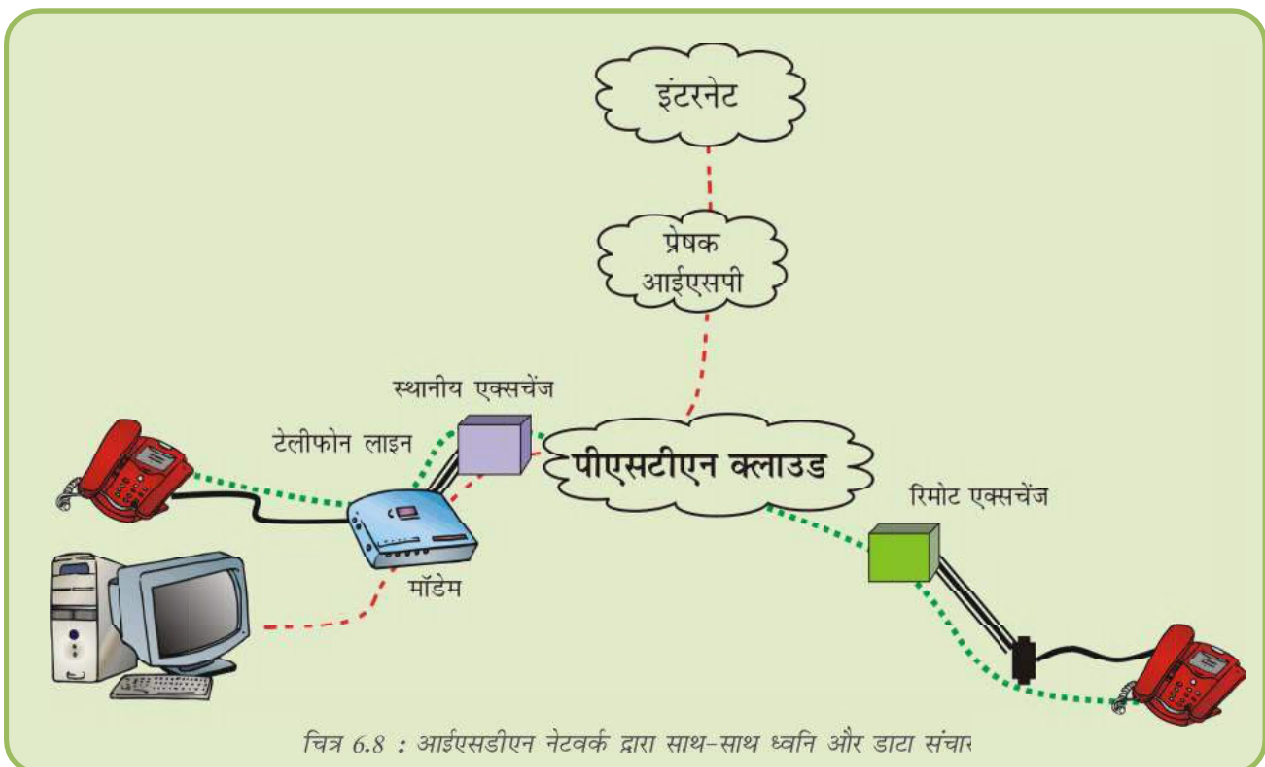 इंटरनेट
प्रेषक
आईएसपी
स्थानीय एक्सचेंज
टेलीफोन लाइन
पीएसटीएन क्लाउड
रिमोट एक्सचेंज
मॉडेम
चित्र 6.8 : आईएसडीएन नेटवर्क द्वारा साथ-साथ ध्वनि और डाटा संचार